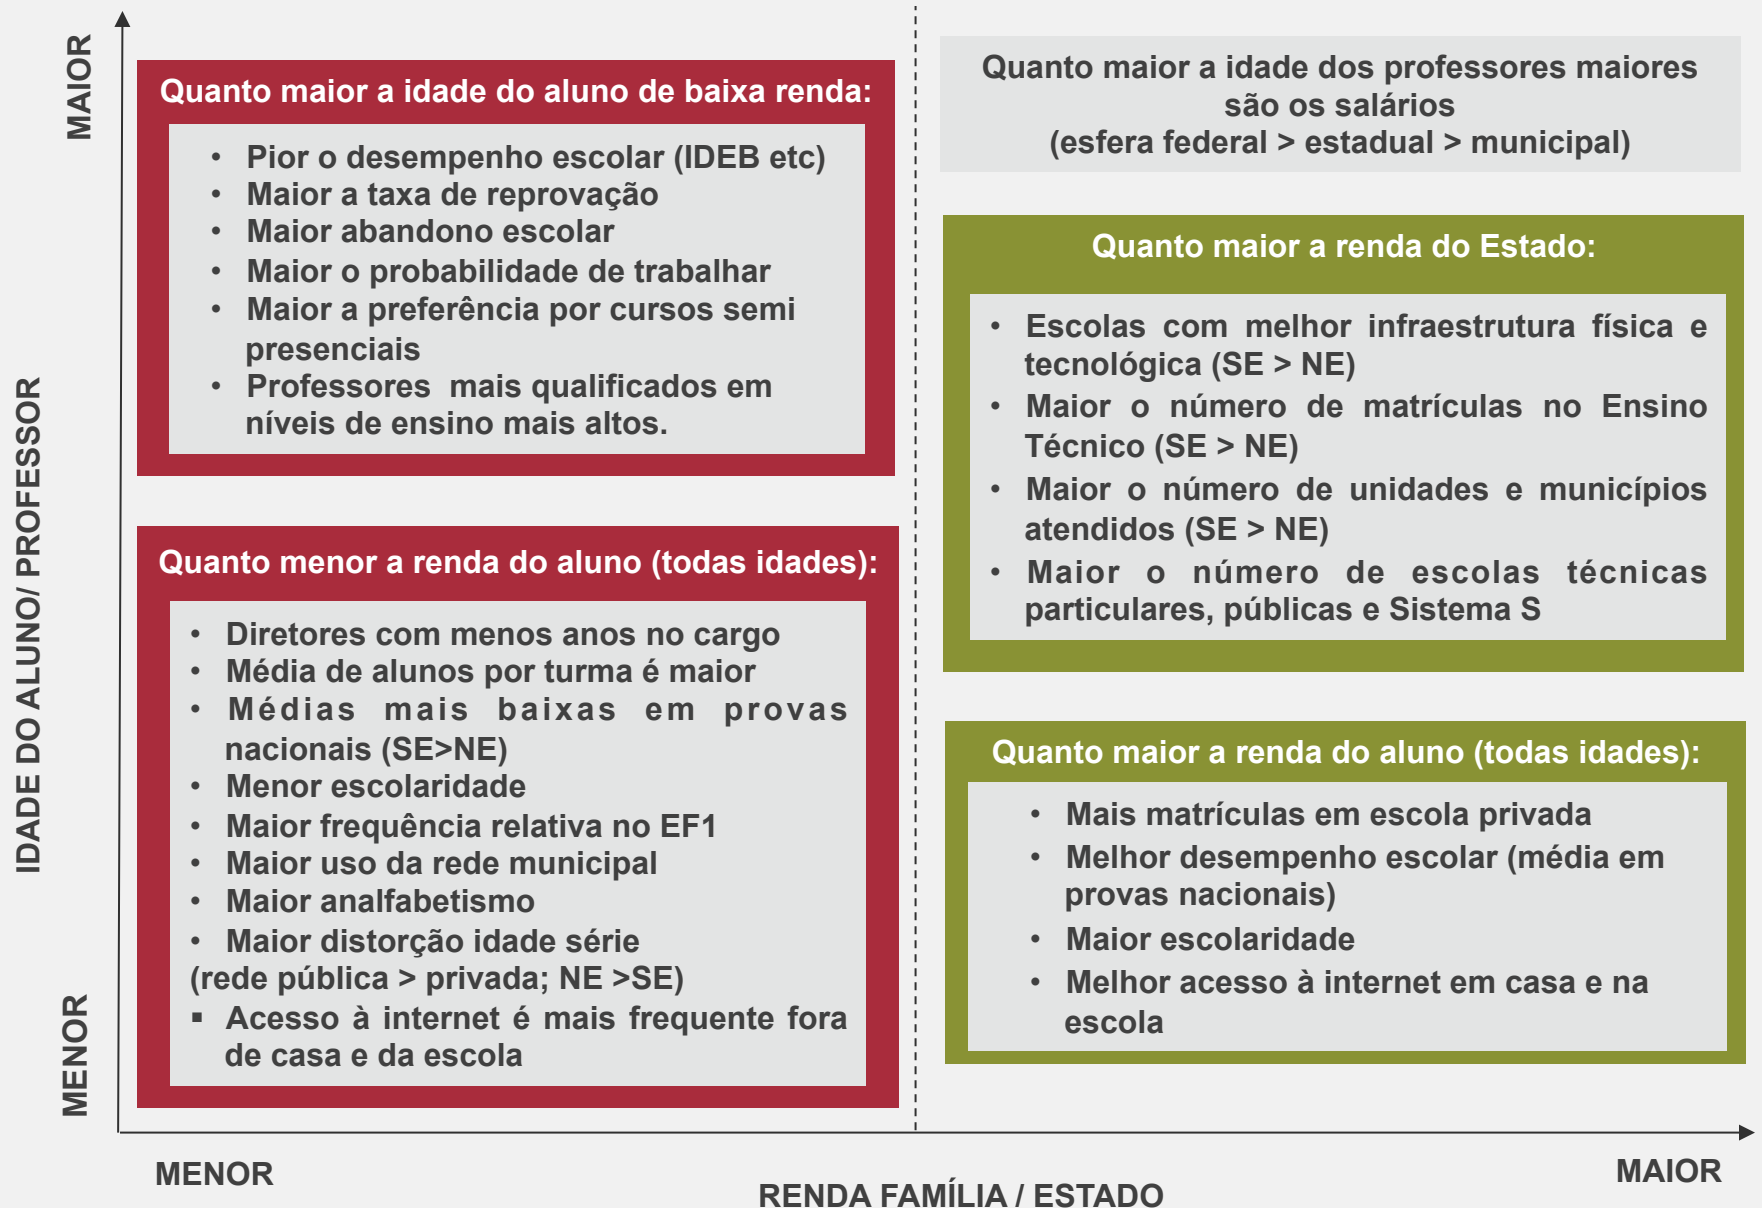 MAIOR
IDADE DO ALUNO/ PROFESSOR
MENOR
Quanto maior a idade do aluno de baixa renda:
• Pior o desempenho escolar (IDEB etc)
• Maior a taxa de reprovação
• Maior abandono escolar
• Maior o probabilidade de trabalhar
• Maior a preferência por cursos semi
presenciais
• Professores mais qualificados em
níveis de ensino mais altos.
Quanto menor a renda do aluno (todas idades):
• Diretores com menos anos no cargo
• Média de alunos por turma é maior
• Médias mais baixas em provas
nacionais (SE>NE)
• Menor escolaridade
• Maior frequência relativa no EF1
• Maior uso da rede municipal
• Maior analfabetismo
• Maior distorção idade série
(rede pública > privada; NE >SE)
▪ Acesso à internet é mais frequente fora
de casa e da escola
Quanto maior a idade dos professores maiores
são os salários
(esfera federal > estadual > municipal)
Quanto maior a renda do Estado:
• Escolas com melhor infraestrutura física e
tecnológica (SE > NE)
• Maior o número de matrículas no Ensino
Técnico (SE > NE)
• Maior o número de unidades e municípios
atendidos (SE > NE)
• Maior o número de escolas técnicas
particulares, públicas e Sistema S
Quanto maior a renda do aluno (todas idades):
• Mais matrículas em escola privada
• Melhor desempenho escolar (média em
provas nacionais)
• Maior escolaridade
• Melhor acesso à internet em casa e na
escola
MENOR
RENDA FAMÍLIA / ESTADO
MAIOR